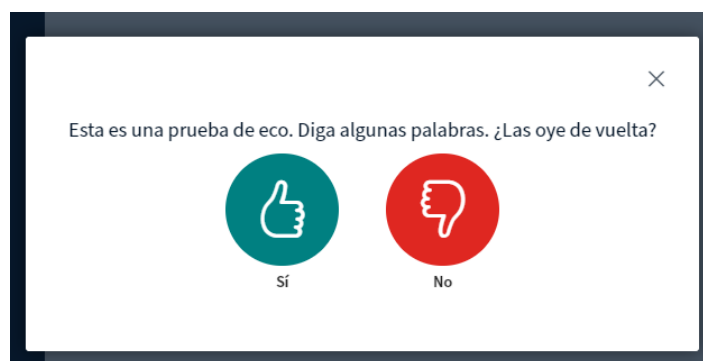 Esta es una prueba de eco. Diga algunas palabras. ¿Las oye de vuelta?
Sí
No